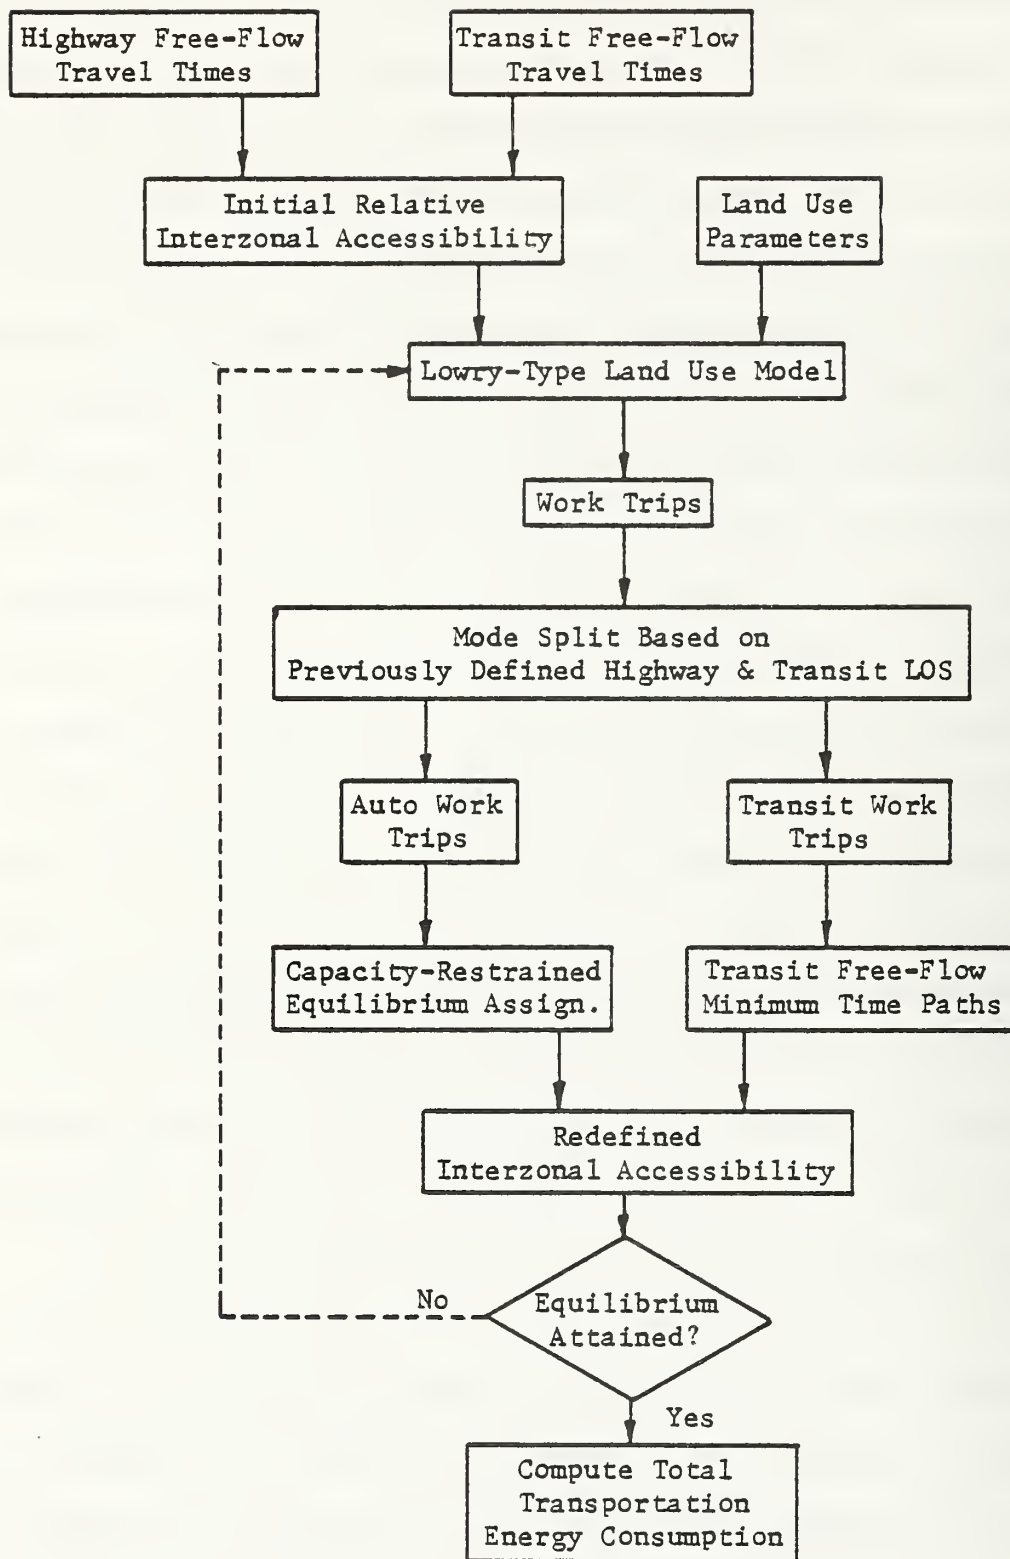 Highway Free-Flow
Travel Times
Transit Free-Flow
Travel Times
Initial Relative
Interzonal Accessibility
Land Use
Parameters
Lowry-Type Land Use Model
Work Trips
Mode Split Based on
Previously Defined Highway & Transit LOS
Auto Work
Trips
Transit Work
Trips
Capacity-Restrained
Equilibrium Assign.
Transit Free-Flow
Minimum Time Paths
Redefined
Interzonal Accessibility
No
Equilibrium
Attained?
Yes
Compute Total
Transportation
Energy Consumption